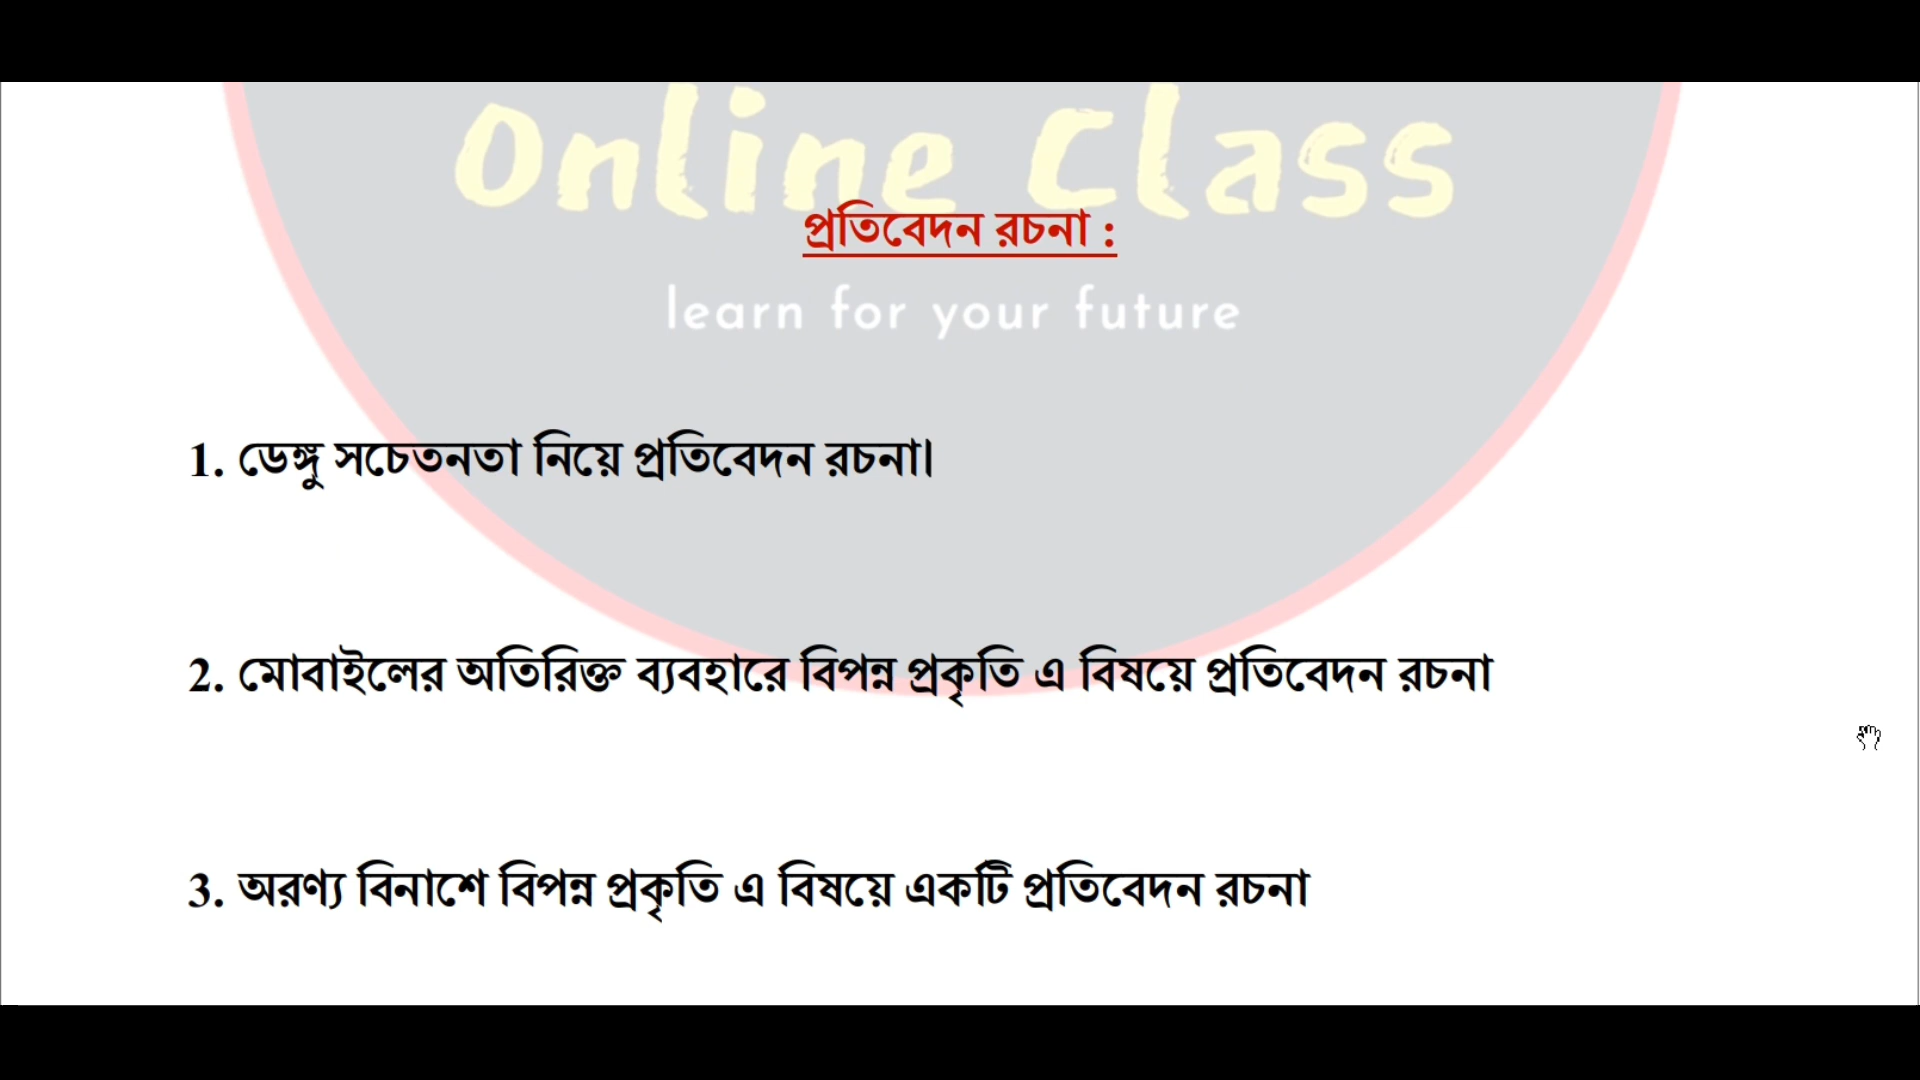 Online Class
প্রতিবেদন রচনা :
learn for your future
1. ডেঙ্গু সচেতনতা নিয়ে প্রতিবেদন রচনা।
2. মোবাইলের অতিরিক্ত ব্যবহারে বিপন্ন প্রকৃতি এ বিষয়ে প্রতিবেদন রচনা
3. অরণ্য বিনাশে বিপন্ন প্রকৃতি এ বিষয়ে একটি প্রতিবেদন রচনা